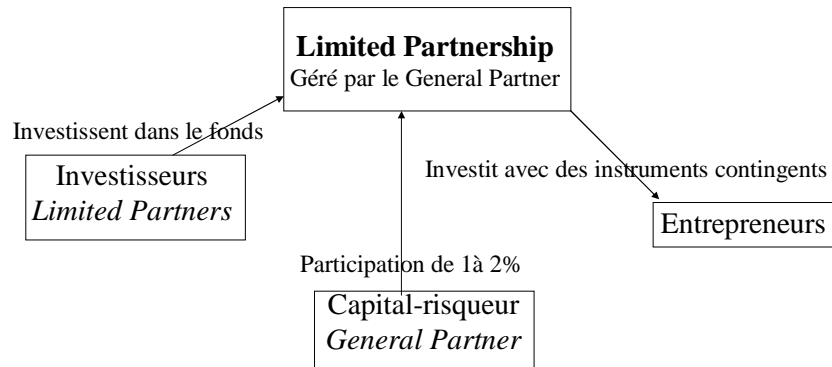 Limited Partnership
Géré par le General Partner
Investissent dans le fonds
Investisseurs
Limited Partners
Investit avec des instruments contingents
Entrepreneurs
Participation de 1à 2%
Capital-risqueur
General Partner